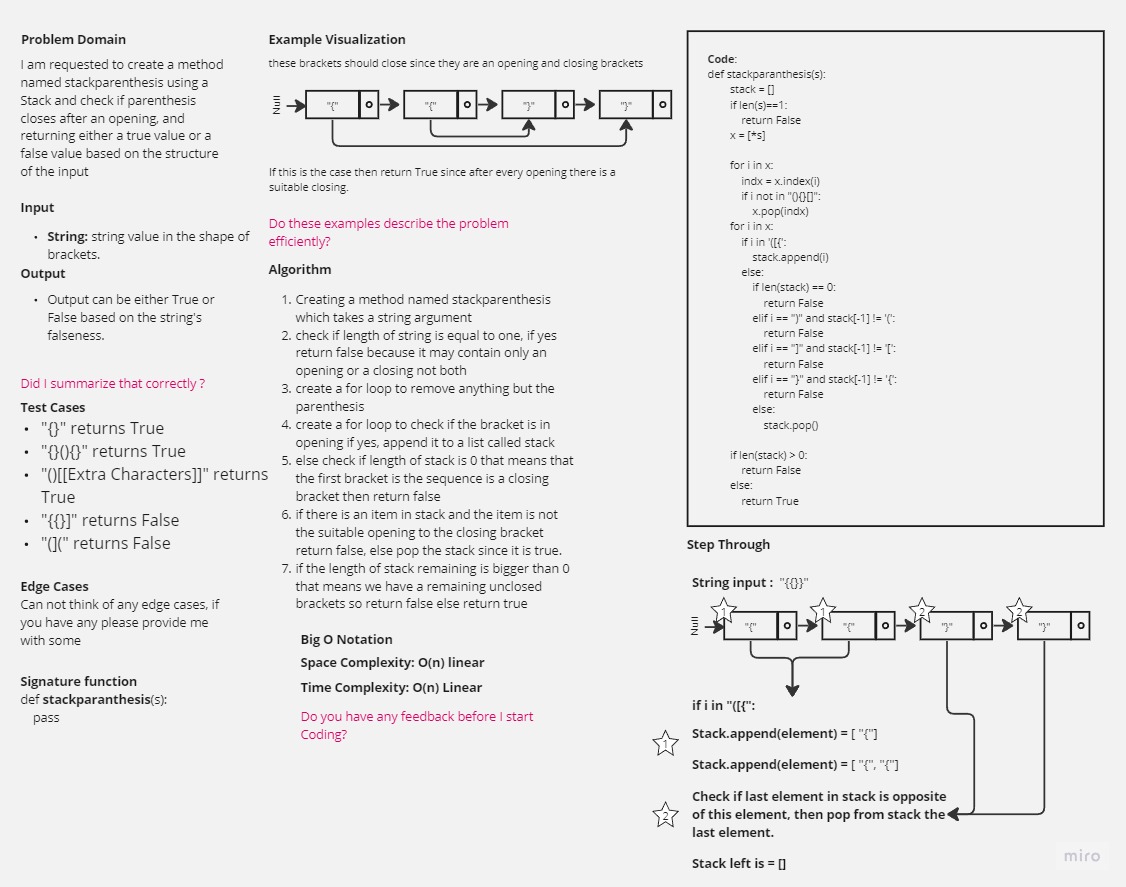 Problem Domain
I am requested to create a method
named stackparenthesis using a
Stack and check if parenthesis
closes after an opening, and
returning either a true value or a
false value based on the structure
of the input
Input
• String: string value in the shape of
brackets.
Output
• Output can be either True or
False based on the string's
falseness.
Did I summarize that correctly ?
Test Cases
• "{}" returns True
• "{}(){}" returns True
• "()[[Extra Characters]]" returns
True
• "{{}]" returns False
• "(](" returns False
Edge Cases
Can not think of any edge cases, if
you have any please provide me
with some
Signature function
def stackparanthesis(s):
pass
Example Visualization
these brackets should close since they are an opening and closing brackets
Null
"{"
"{"
"}"
"}"
If this is the case then return True since after every opening there is a
suitable closing.
Do these examples describe the problem
efficiently?
Algorithm
1. Creating a method named stackparenthesis
which takes a string argument
2. check if length of string is equal to one, if yes
return false because it may contain only an
opening or a closing not both
3. create a for loop to remove anything but the
parenthesis
4. create a for loop to check if the bracket is in
opening if yes, append it to a list called stack
5. else check if length of stack is 0 that means that
the first bracket is the sequence is a closing
bracket then return false
6. if there is an item in stack and the item is not
the suitable opening to the closing bracket
return false, else pop the stack since it is true.
7. if the length of stack remaining is bigger than 0
that means we have a remaining unclosed
brackets so return false else return true
Big O Notation
Space Complexity: O(n) linear
Time Complexity: O(n) Linear
Do you have any feedback before I start
Coding?
Code:
def stackparanthesis(s):
stack = []
if len(s)==1:
return False
x = [*s]
for i in x:
indx = x.index(i)
if i not in "(){}[]":
x.pop(indx)
for i in x:
if i in '([{':
stack.append(i)
else:
if len(stack) == 0:
return False
elif i == ")" and stack[-1] != '(':
return False
elif i == "]" and stack[-1] != '[':
return False
elif i == "}" and stack[-1] != '{':
return False
else:
stack.pop()
if len(stack) > 0:
return False
else:
return True
Step Through
String input : "{{}}"
Null
1
"{"
1
"{"
2
"}"
2
"}"
if i in "([{":
1
Stack.append(element) = [ "{"]
Stack.append(element) = [ "{", "{"]
2
Check if last element in stack is opposite
of this element, then pop from stack the
last element.
Stack left is = []
miro